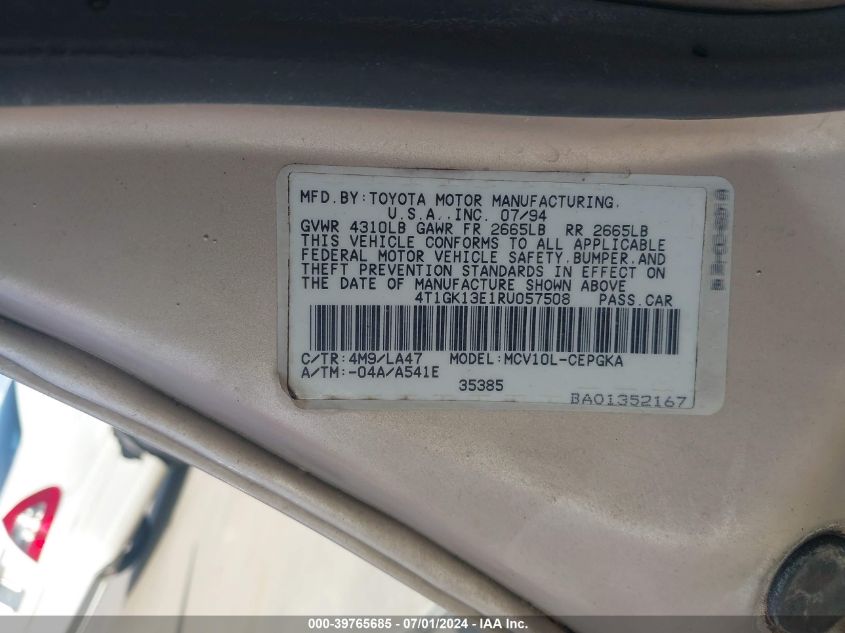 MFD. BY: TOYOTA MOTOR MANUFACTURING,
U.S.A., INC. 07/94
GVWR 4310LB GAWR FR 2665LB RR 2665LB
THIS VEHICLE CONFORMS TO ALL APPLICABLE
FEDERAL MOTOR VEHICLE SAFETY, BUMPER, AND
THEFT PREVENTION STANDARDS IN EFFECT ON
THE DATE OF MANUFACTURE SHOWN ABOVE
4T1GK13E1RU057508 PASS. CAR
C/TR: 4M9/LA47 MODEL: MCV10L-CEPGKA
A/TM: -04A/A541E
35385
BA01352167
000-39765685 / 07/01/2024 - IAA Inc.